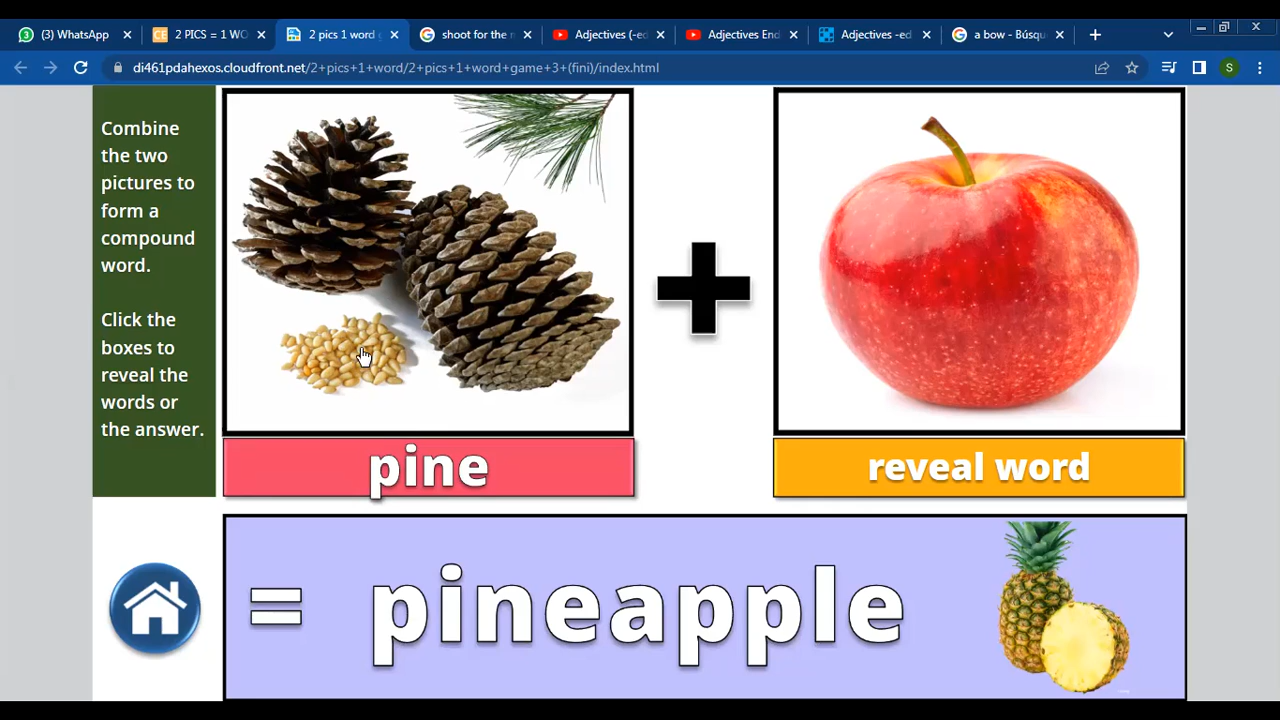 (3) WhatsApp
2 PICS = 1 WO
2 pics 1 word g
shoot for the m
Adjectives (-ed
Adjectives End
Adjectives -ed
a bow - Búsqu
di461pdahexos.cloudfront.net/2+pics+1+word/2+pics+1+word+game+3+(fini)/index.html
S
Combine
the two
pictures to
form a
compound
word.
Click the
boxes to
reveal the
words or
the answer.
pine
+
reveal word
= pineapple